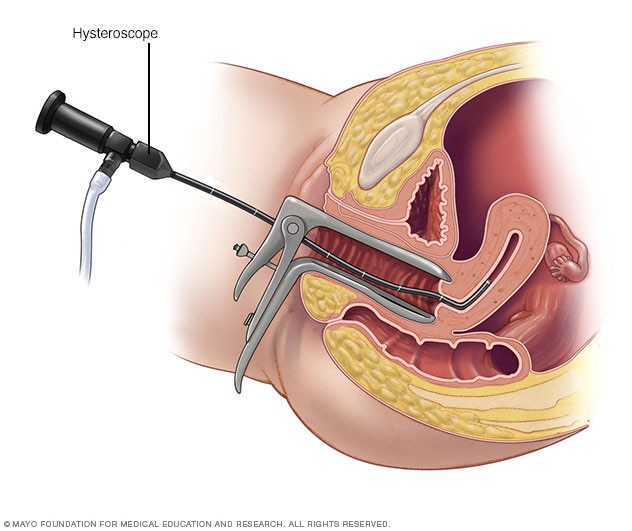 Hysteroscope
© MAYO FOUNDATION FOR MEDICAL EDUCATION AND RESEARCH. ALL RIGHTS RESERVED.